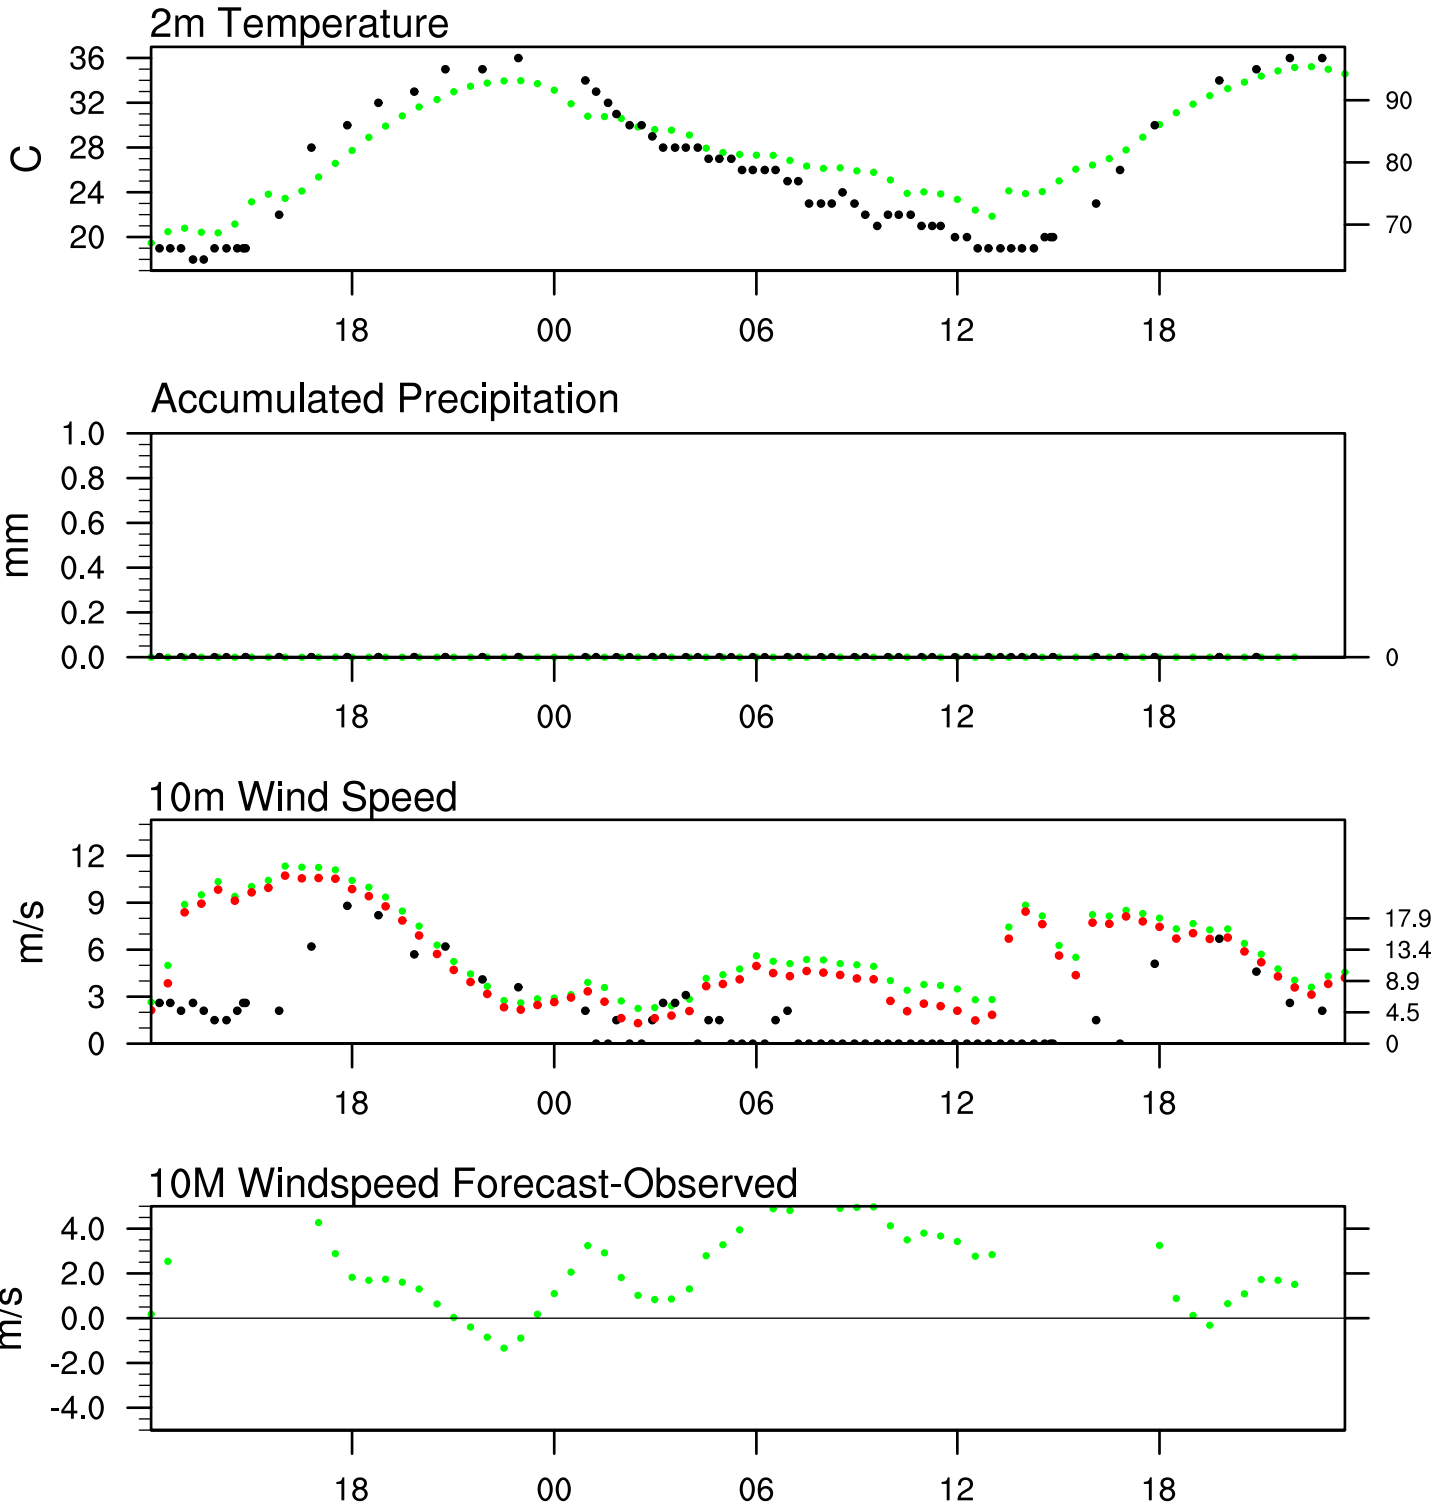 2m Temperature
36
32
28
24
20
C
90
80
70
18 00 06 12 18
Accumulated Precipitation
1.0
0.8
0.6
0.4
0.2
0.0
mm
0
18 00 06 12 18
10m Wind Speed
12
9
6
3
0
m/s
17.9
13.4
8.9
4.5
0
18 00 06 12 18
10M Windspeed Forecast-Observed
4.0
2.0
0.0
-2.0
-4.0
m/s
18 00 06 12 18